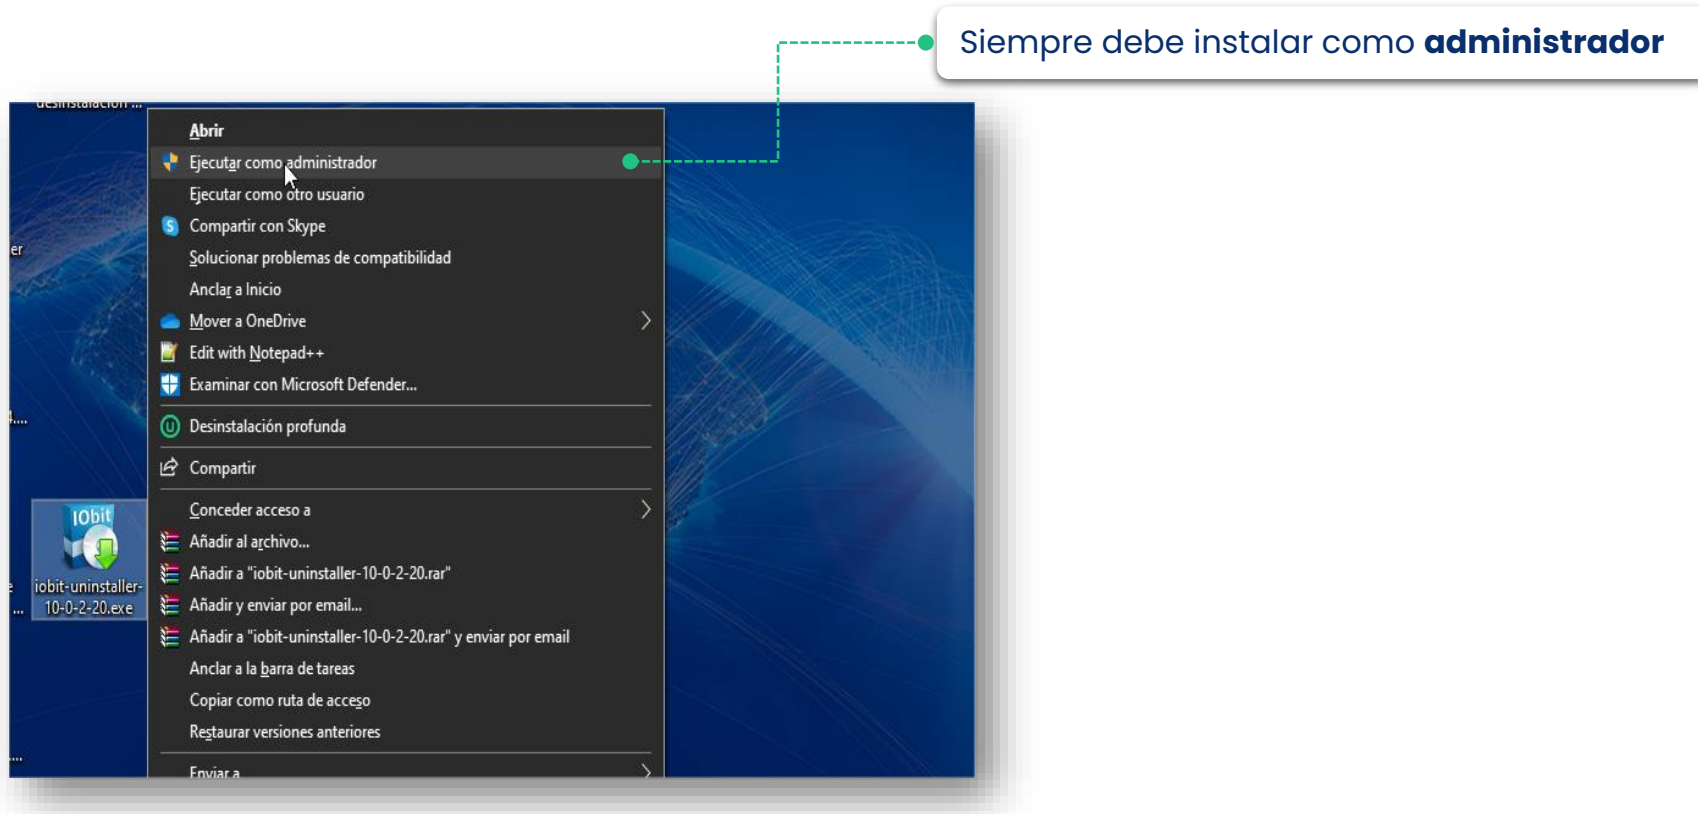 Siempre debe instalar como administrador
desinstalación ...
Abrir
Ejecutar como administrador
Ejecutar como otro usuario
Compartir con Skype
er
Solucionar problemas de compatibilidad
Anclar a Inicio
Mover a OneDrive
Edit with Notepad++
Examinar con Microsoft Defender...
4....
Desinstalación profunda
Compartir
Conceder acceso a
IObit
Añadir al archivo...
Añadir a "iobit-uninstaller-10-0-2-20.rar"
iobit-uninstaller-
10-0-2-20.exe
...
Añadir y enviar por email...
Añadir a "iobit-uninstaller-10-0-2-20.rar" y enviar por email
Anclar a la barra de tareas
Copiar como ruta de acceso
Restaurar versiones anteriores
....
Enviar a